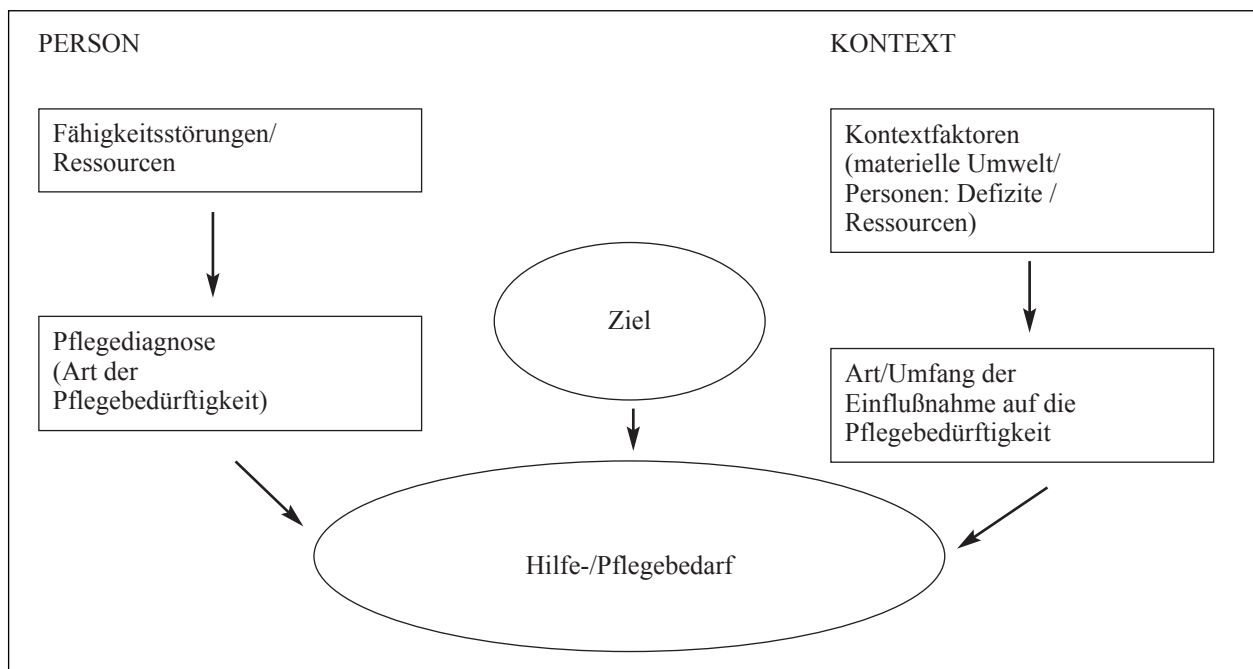 PERSON
Fähigkeitsstörungen/
Ressourcen
Pflegediagnose
(Art der
Pflegebedürftigkeit)
Ziel
KONTEXT
Kontextfaktoren
(materielle Umwelt/
Personen: Defizite /
Ressourcen)
Art/Umfang der
Einflußnahme auf die
Pflegebedürftigkeit
Hilfe-/Pflegebedarf